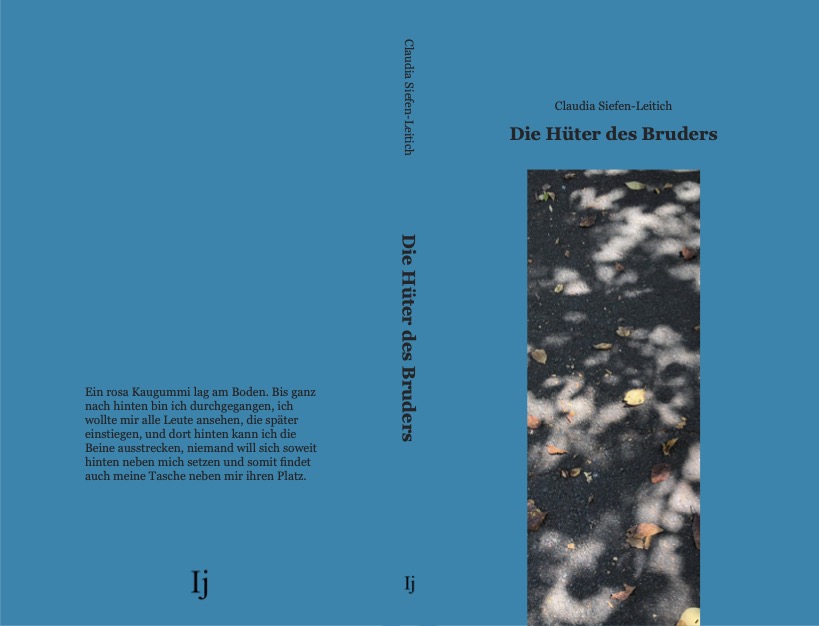 Ein rosa Kaugummi lag am Boden. Bis ganz
nach hinten bin ich durchgegangen, ich
wollte mir alle Leute ansehen, die später
einstiegen, und dort hinten kann ich die
Beine ausstrecken, niemand will sich soweit
hinten neben mich setzen und somit findet
auch meine Tasche neben mir ihren Platz.
Ij
Claudia Siefen-Leitich
Die Hüter des Bruders
Ij
Claudia Siefen-Leitich
Die Hüter des Bruders